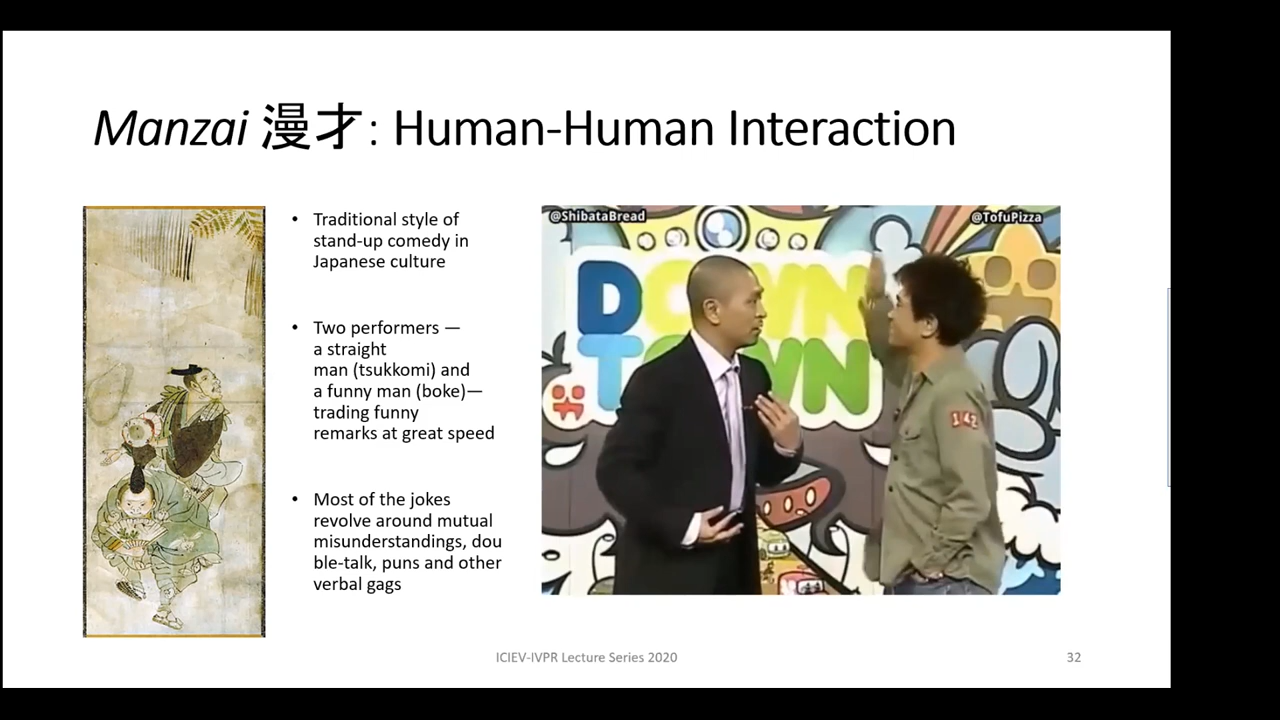 Manzai 漫才: Human-Human Interaction
• Traditional style of
stand-up comedy in
Japanese culture
• Two performers —
a straight
man (tsukkomi) and
a funny man (boke)—
trading funny
remarks at great speed
• Most of the jokes
revolve around mutual
misunderstandings, dou
ble-talk, puns and other
verbal gags
@ShibataBread
@TofuPizza
DOWN
TOWN
142
ICIEV-IVPR Lecture Series 2020
32